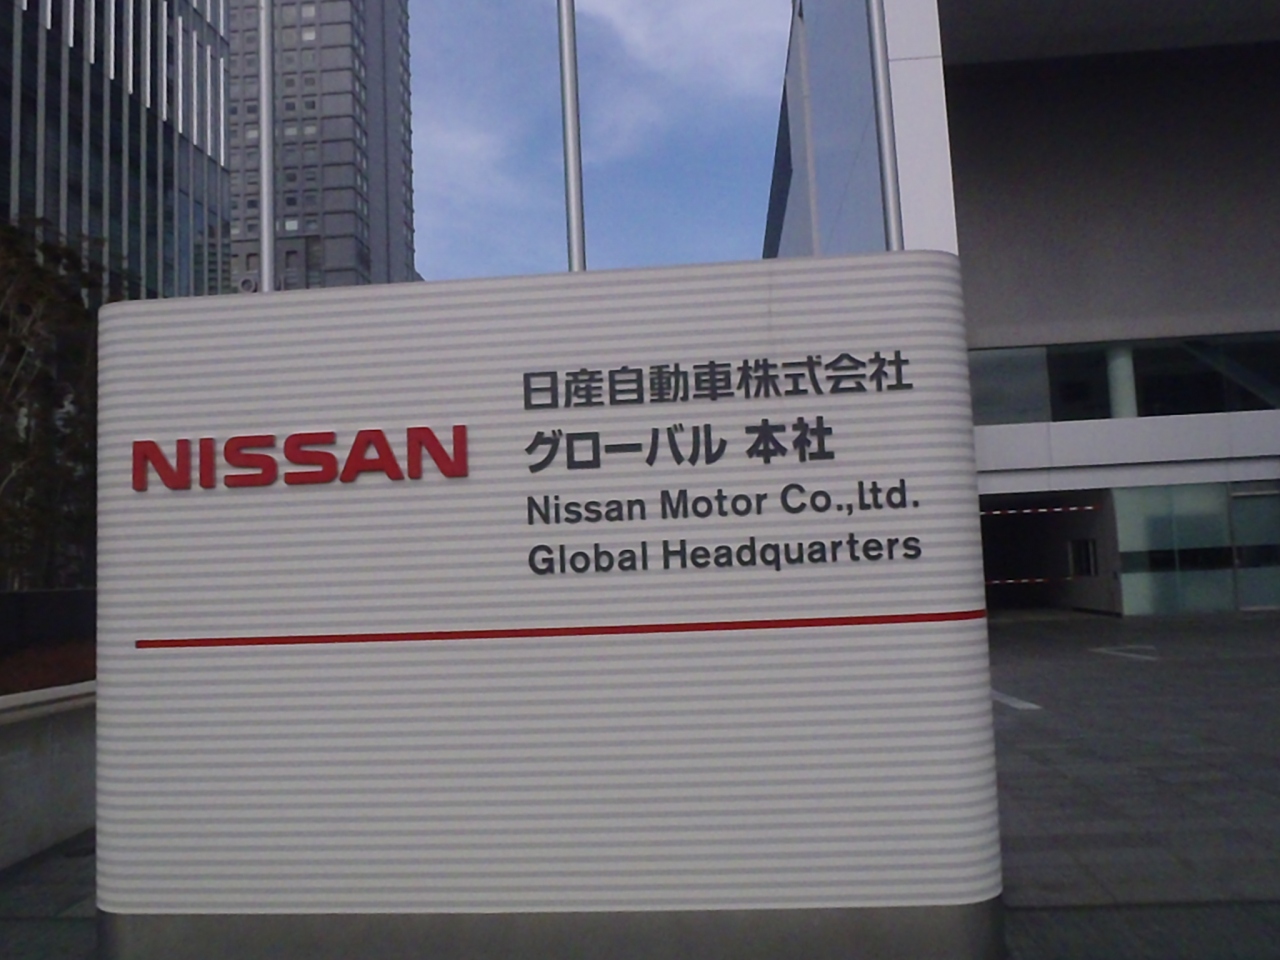 NISSAN
日産自動車株式会社
グローバル 本社
Nissan Motor Co.,Ltd.
Global Headquarters